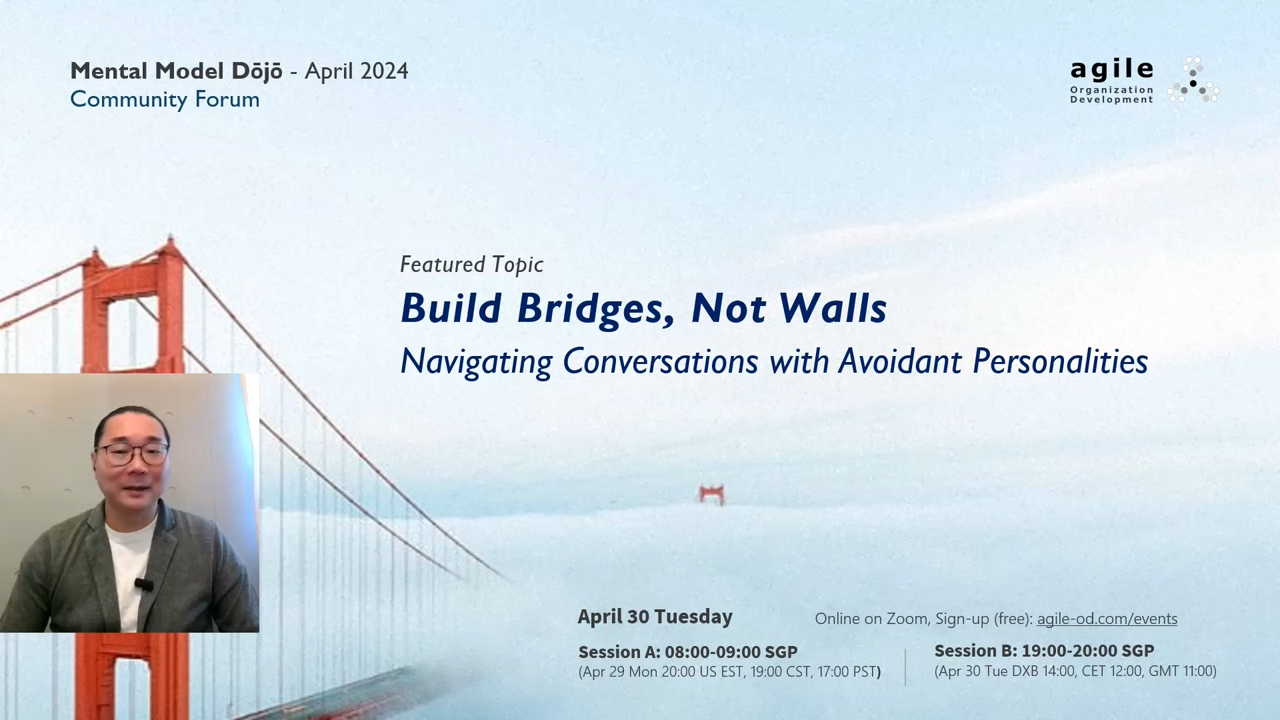 Mental Model Dōjō - April 2024
Community Forum
agile
Organization
Development
Featured Topic
Build Bridges, Not Walls
Navigating Conversations with Avoidant Personalities
April 30 Tuesday
Online on Zoom, Sign-up (free): agile-od.com/events
Session A: 08:00-09:00 SGP
(Apr 29 Mon 20:00 US EST, 19:00 CST, 17:00 PST)
Session B: 19:00-20:00 SGP
(Apr 30 Tue DXB 14:00, CET 12:00, GMT 11:00)